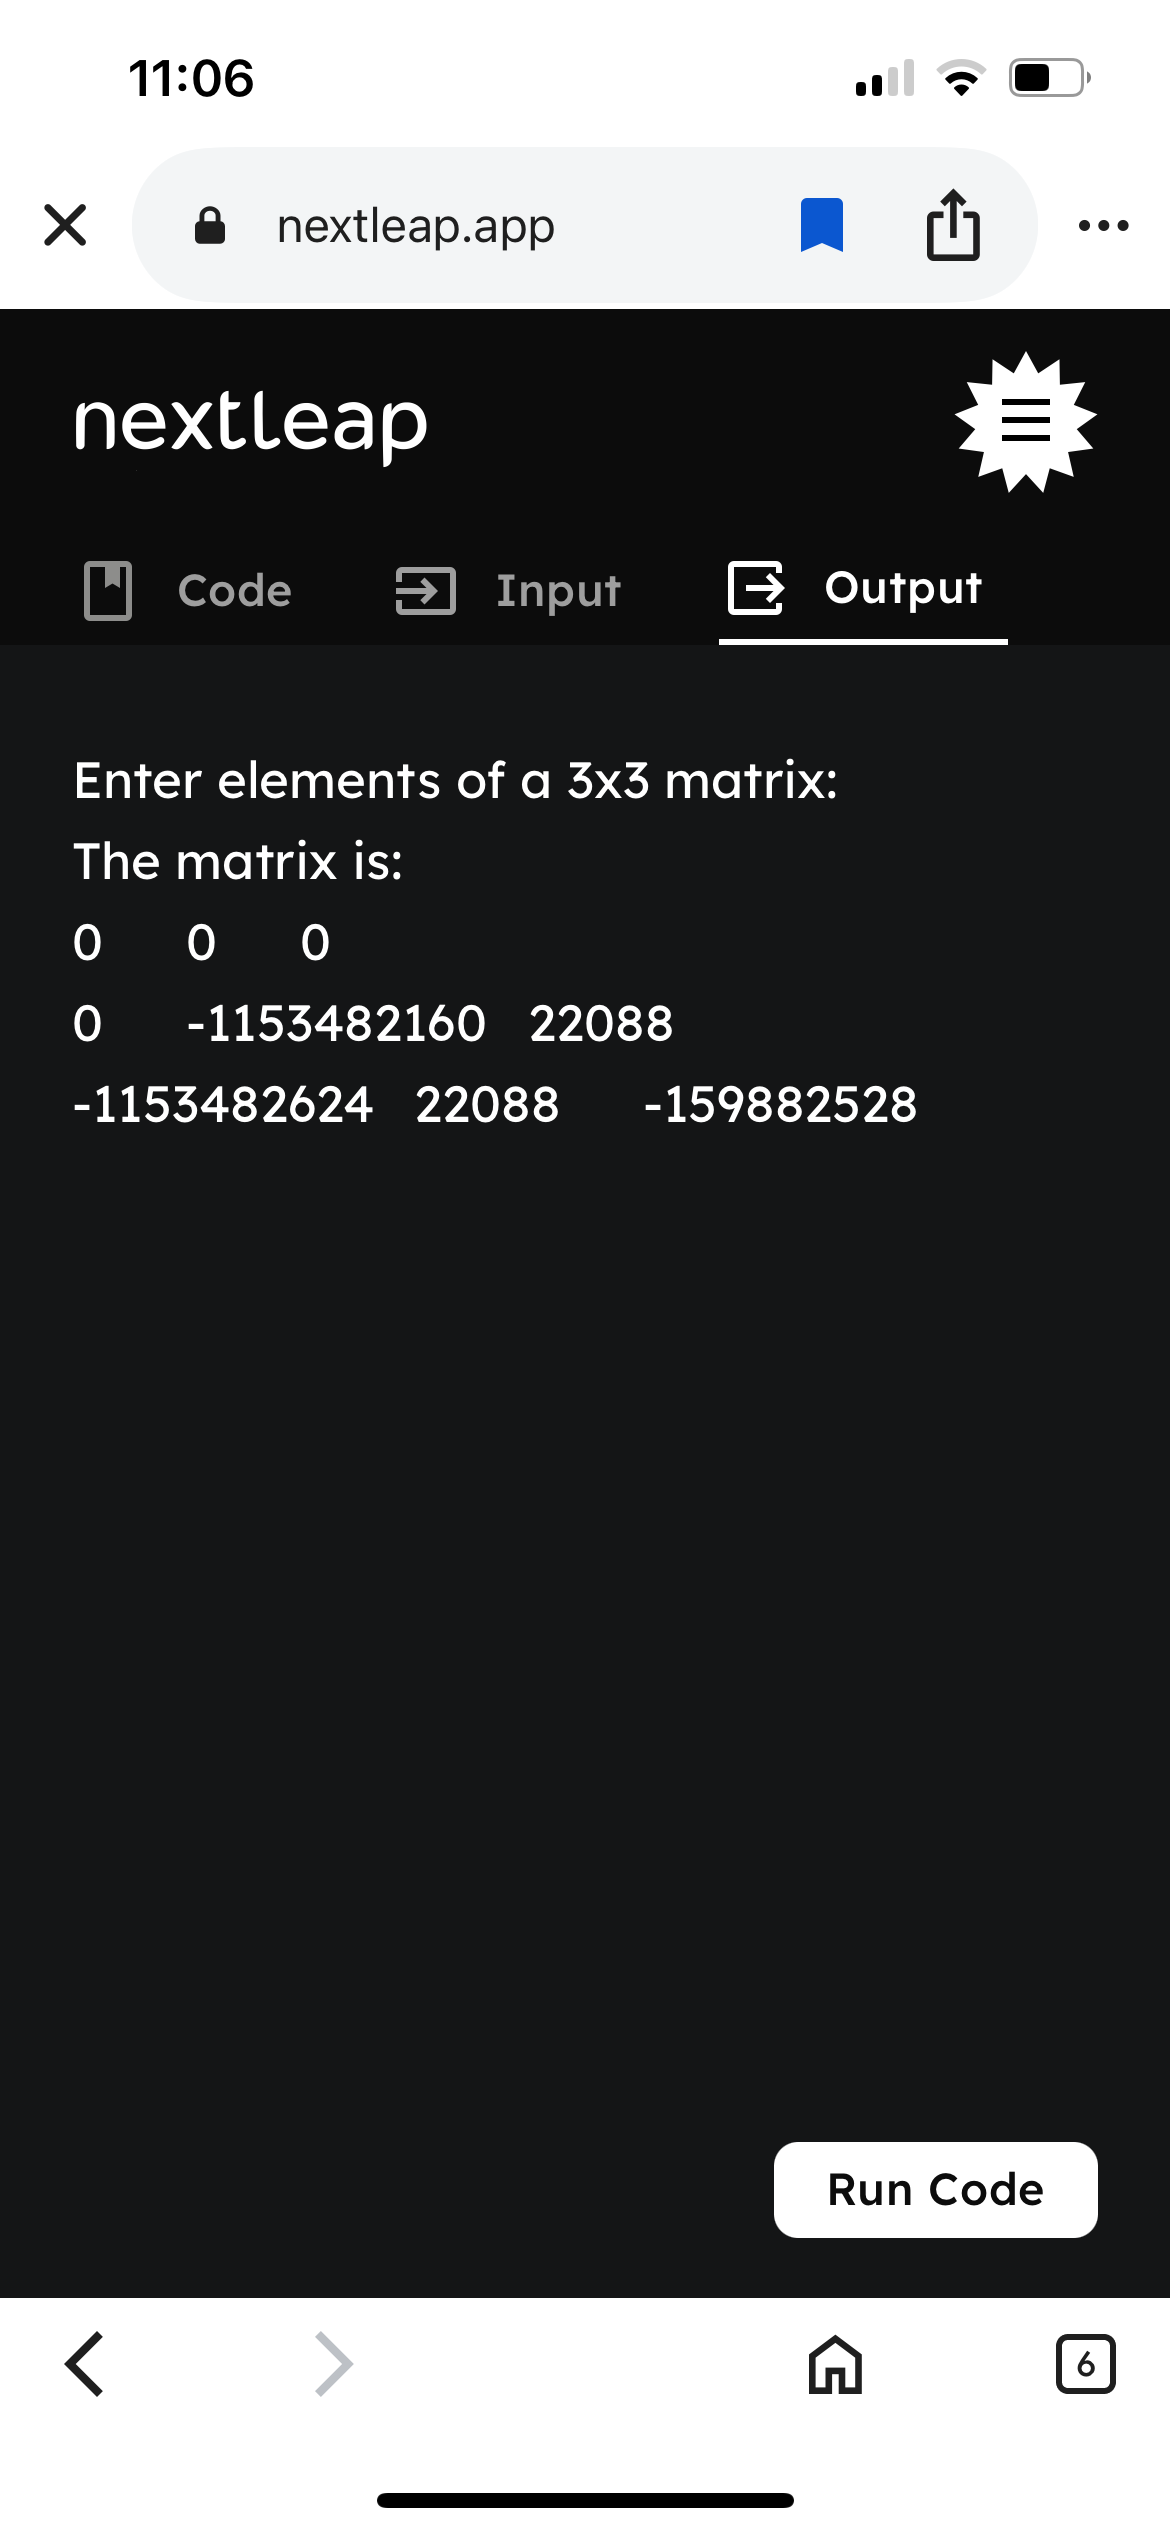 11:06
nextleap.app
nextleap
Code Input Output
Enter elements of a 3x3 matrix:
The matrix is:
0 0 0
0 -1153482160 22088
-1153482624 22088 -159882528
Run Code
6